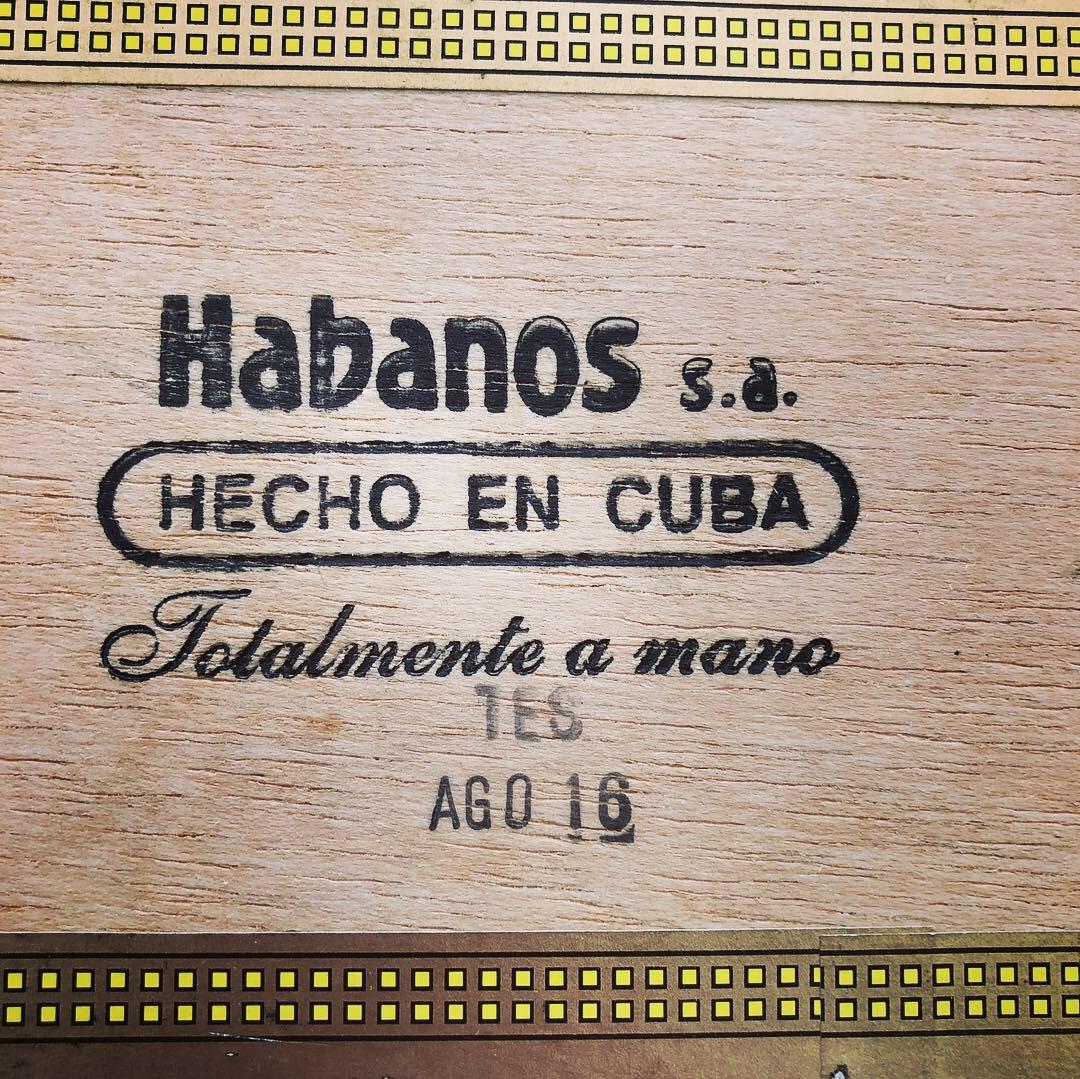 Habanos s.a.
HECHO EN CUBA
Totalmente a mano
TES
AGO 16